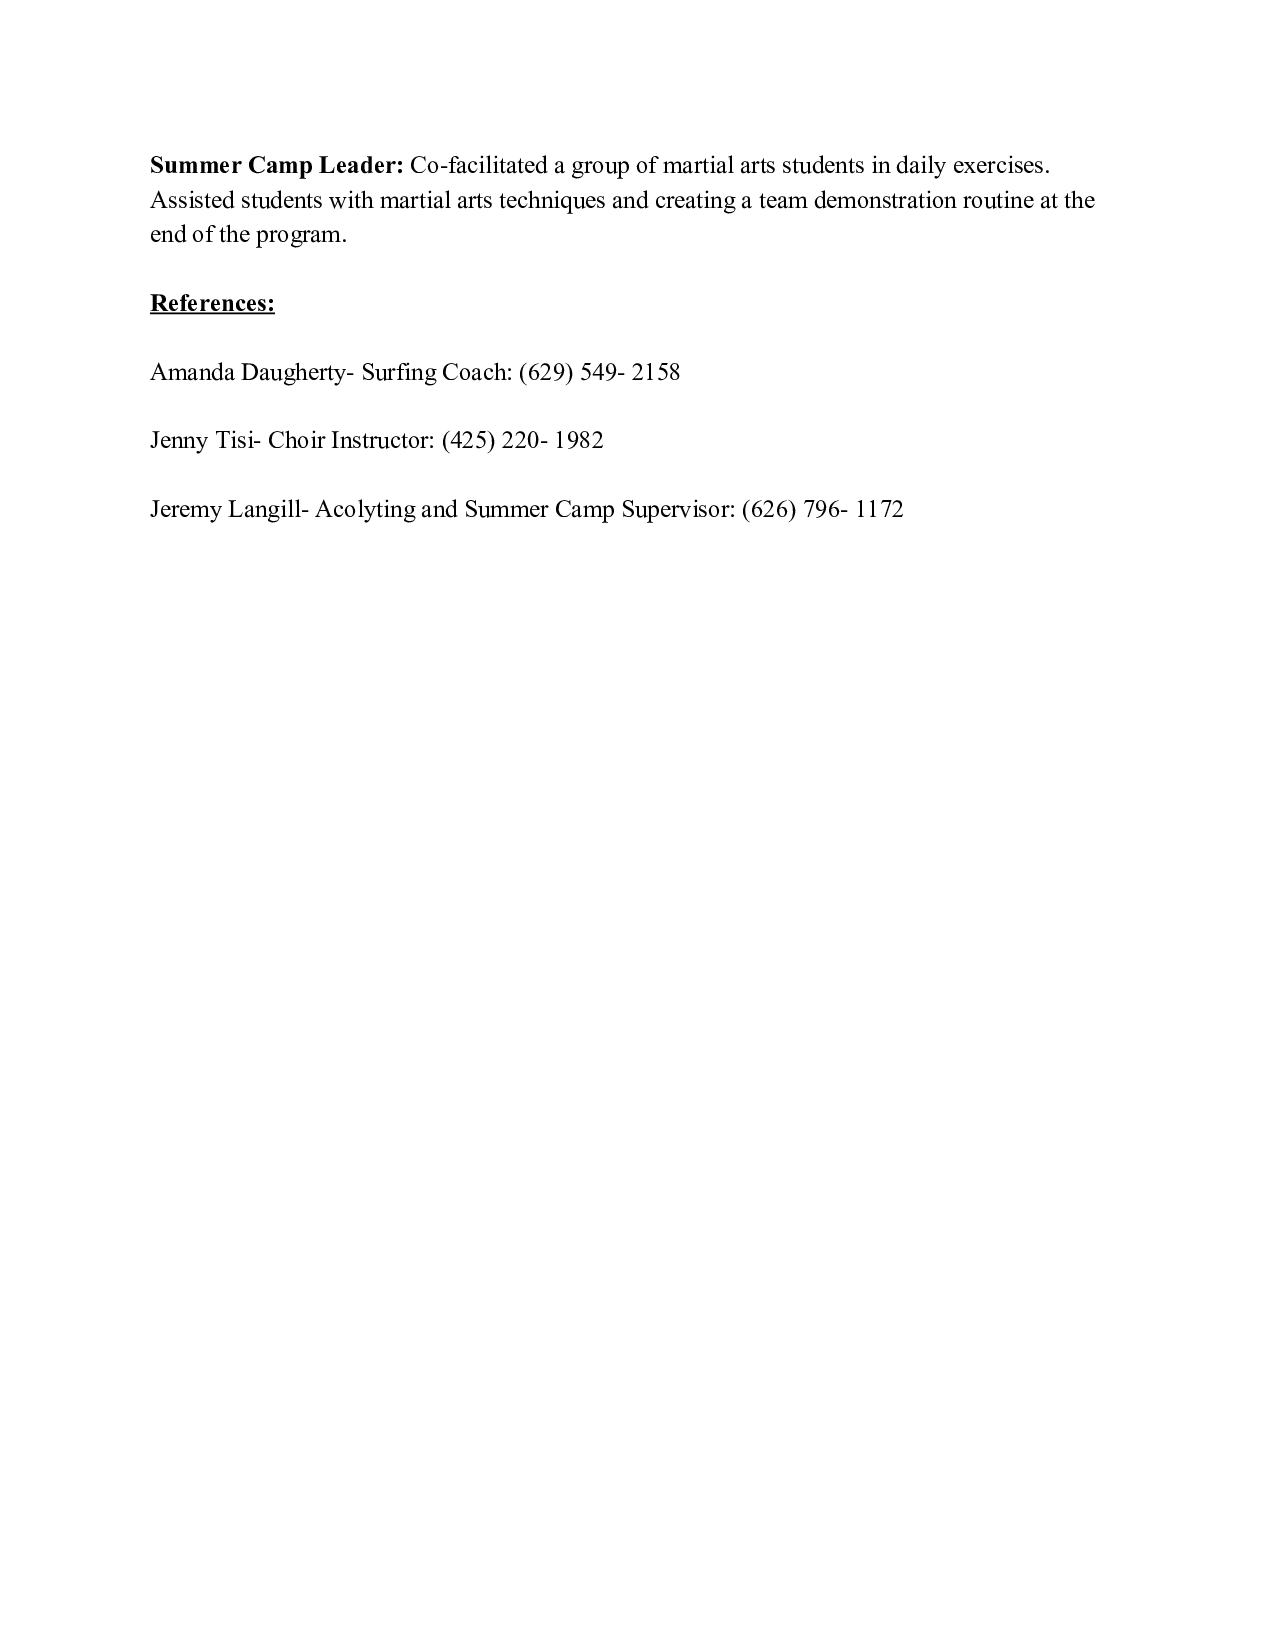 Summer Camp Leader: Co-facilitated a group of martial arts students in daily exercises.
Assisted students with martial arts techniques and creating a team demonstration routine at the
end of the program.
References:
Amanda Daugherty- Surfing Coach: (629) 549- 2158
Jenny Tisi- Choir Instructor: (425) 220- 1982
Jeremy Langill- Acolyting and Summer Camp Supervisor: (626) 796- 1172